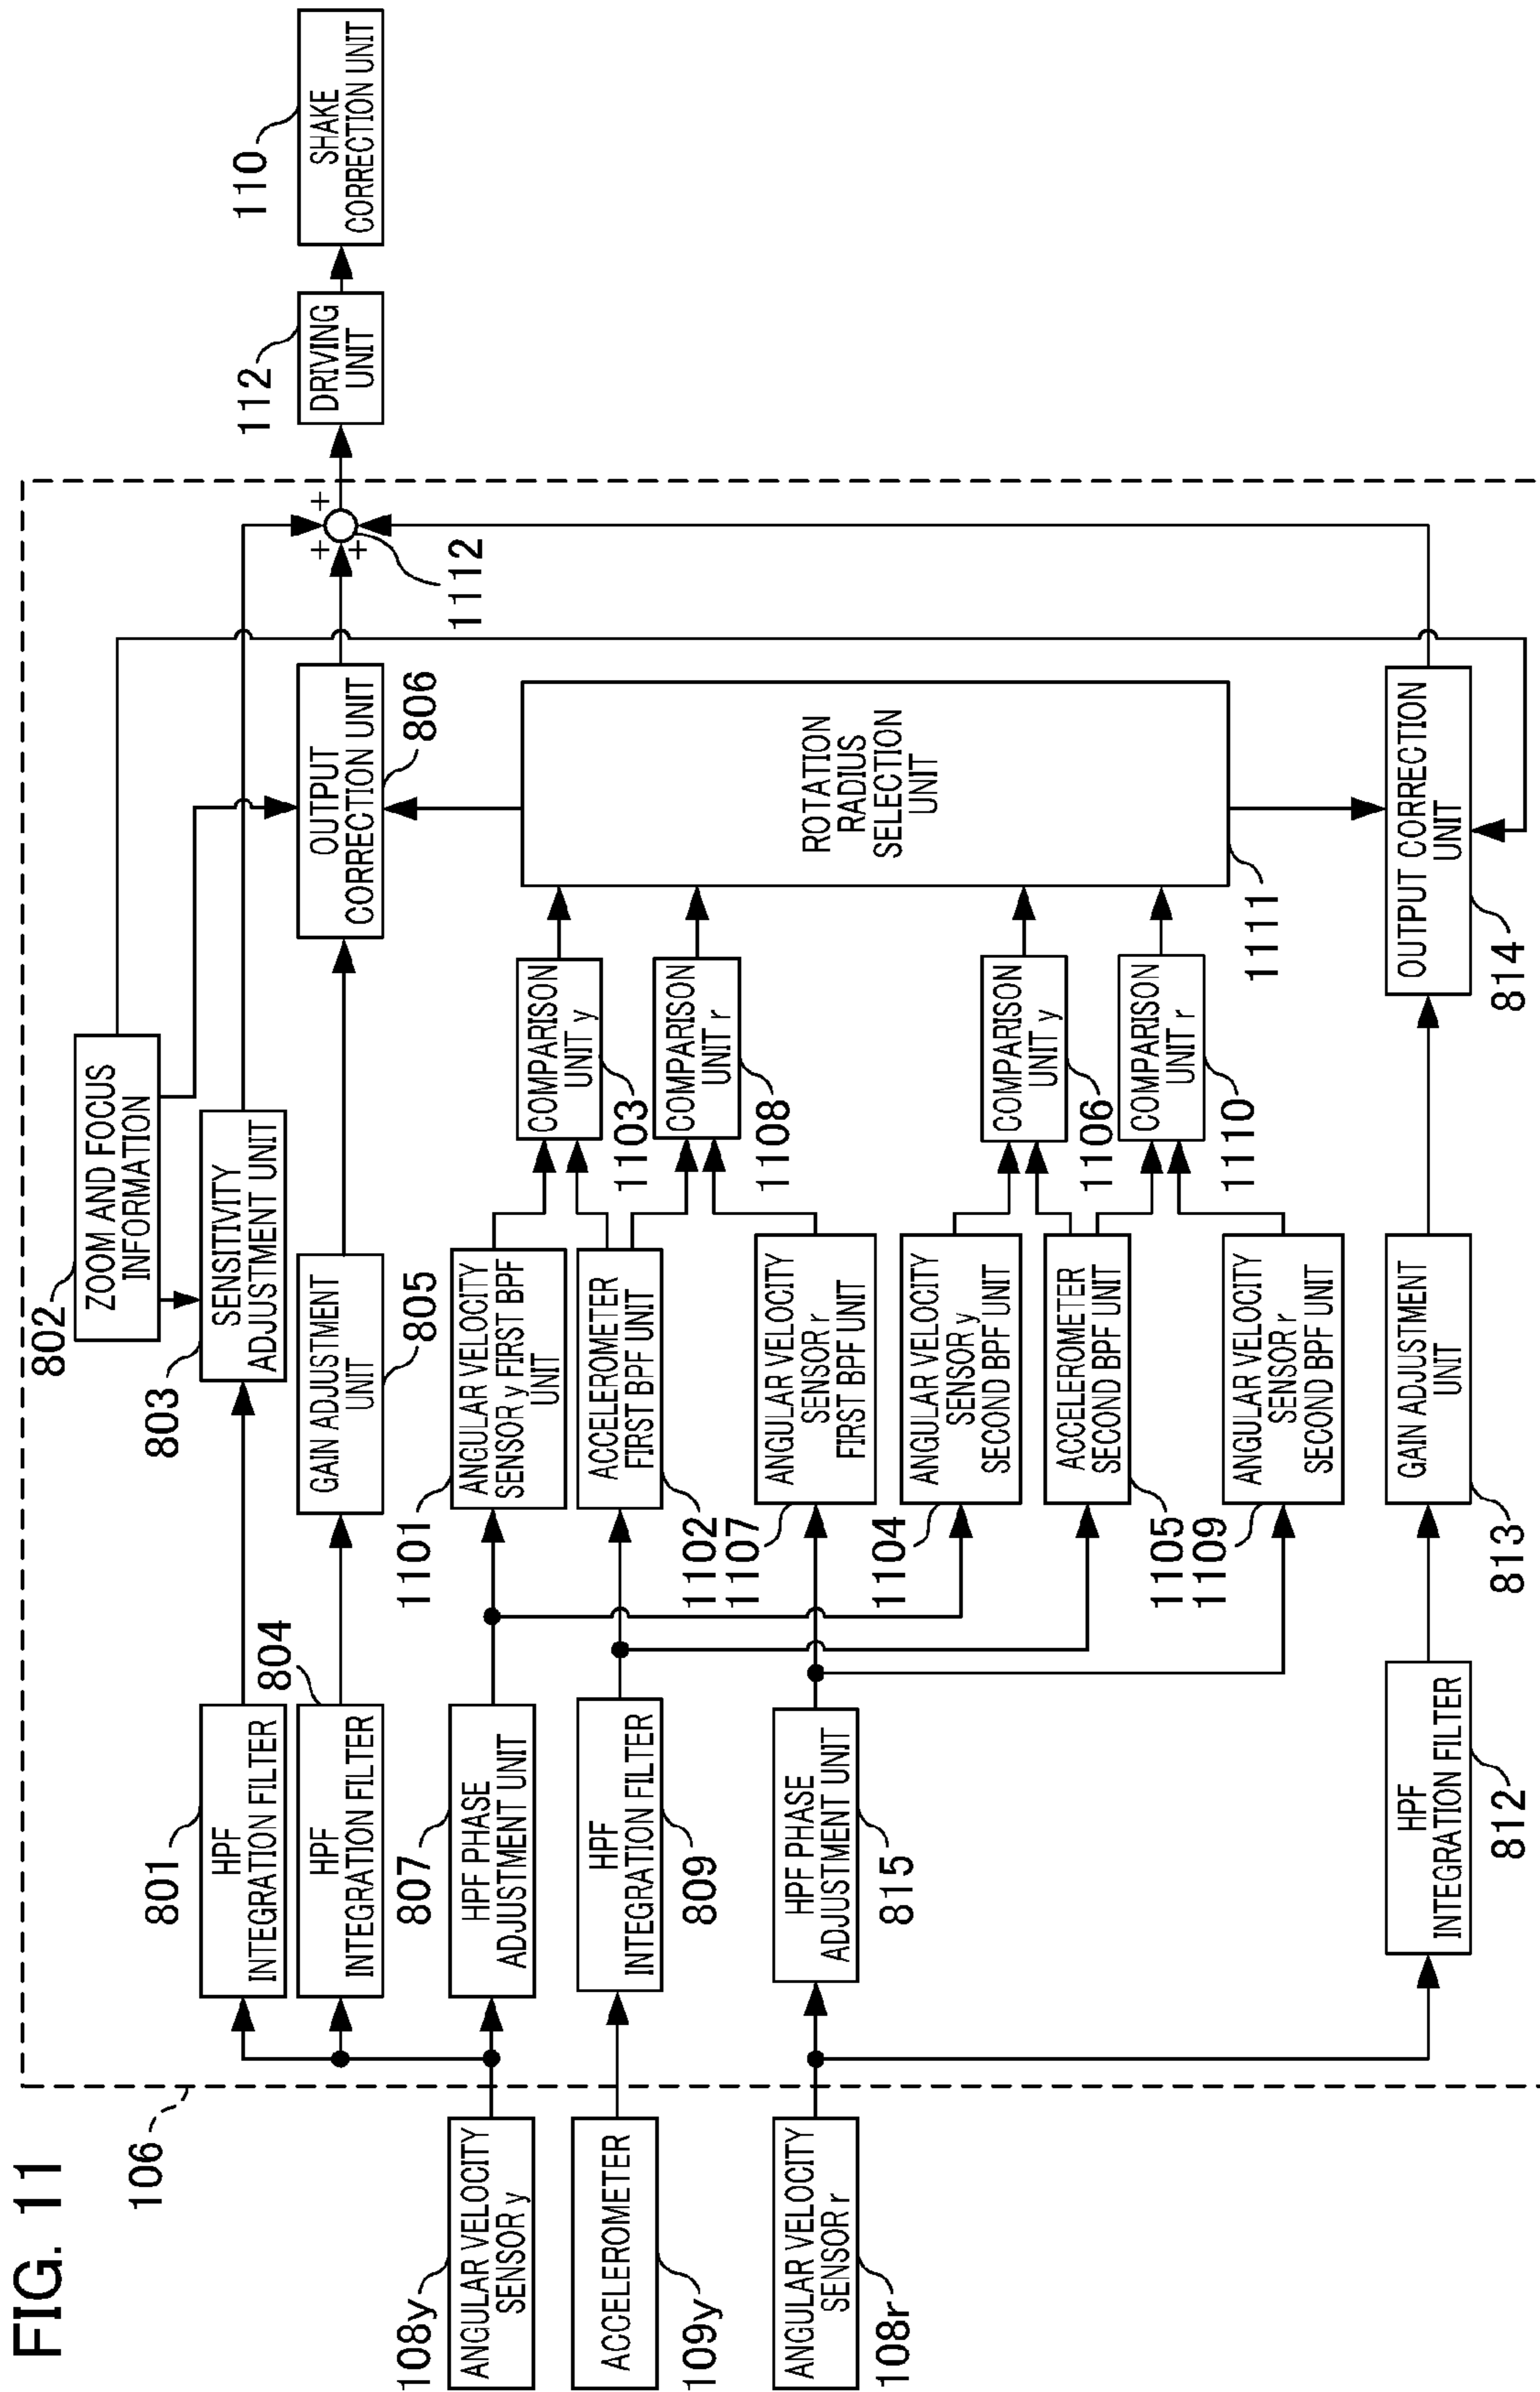 FIG. 11
106
802
ZOOM AND FOCUS
INFORMATION
801
HPF
INTEGRATION FILTER
803
SENSITIVITY
ADJUSTMENT UNIT
804
HPF
INTEGRATION FILTER
GAIN ADJUSTMENT
UNIT
805
OUTPUT
CORRECTION UNIT
806
+
+
+
1112
112
DRIVING
UNIT
110
SHAKE
CORRECTION UNIT
108y
ANGULAR VELOCITY
SENSOR y
807
HPF PHASE
ADJUSTMENT UNIT
1101
ANGULAR VELOCITY
SENSOR y FIRST BPF
UNIT
COMPARISON
UNIT y
1103
ACCELEROMETER
109y
HPF
INTEGRATION FILTER
809
ACCELEROMETER
FIRST BPF UNIT
1102
COMPARISON
UNIT r
1108
ROTATION
RADIUS
SELECTION
UNIT
1111
ANGULAR VELOCITY
SENSOR r
108r
HPF PHASE
ADJUSTMENT UNIT
815
1107
ANGULAR VELOCITY
SENSOR r
FIRST BPF UNIT
1104
ANGULAR VELOCITY
SENSOR y
SECOND BPF UNIT
COMPARISON
UNIT y
1106
ACCELEROMETER
SECOND BPF UNIT
1105
COMPARISON
UNIT r
1110
1109
ANGULAR VELOCITY
SENSOR r
SECOND BPF UNIT
HPF
INTEGRATION FILTER
812
GAIN ADJUSTMENT
UNIT
813
OUTPUT CORRECTION
UNIT
814